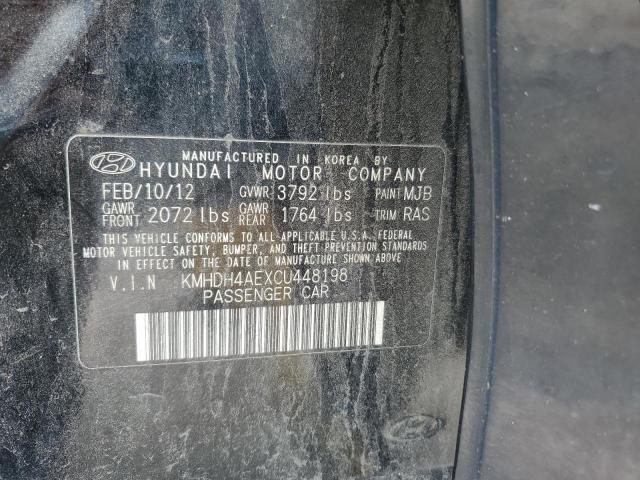 MANUFACTURED IN KOREA BY
HYUNDAI MOTOR COMPANY
FEB/10/12 GVWR 3792 lbs PAINT MJB
GAWR FRONT 2072 lbs GAWR REAR 1764 lbs TRIM RAS
THIS VEHICLE CONFORMS TO ALL APPLICABLE U.S.A. FEDERAL
MOTOR VEHICLE SAFETY, BUMPER, AND THEFT PREVENTION STANDARDS
IN EFFECT ON THE DATE OF MANUFACTURE SHOWN ABOVE.
V.I.N KMHDH4AEXCU448198
PASSENGER CAR